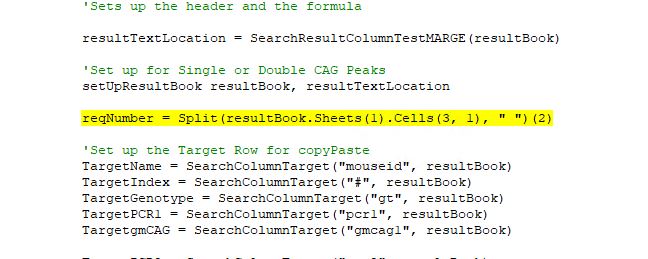 'Sets up the header and the formula
resultTextLocation = SearchResultColumnTestMARGE(resultBook)
'Set up for Single or Double CAG Peaks
setUpResultBook resultBook, resultTextLocation
reqNumber = Split(resultBook.Sheets(1).Cells(3, 1), " ")(2)
'Set up the Target Row for copyPaste
TargetName = SearchColumnTarget("mouseid", resultBook)
TargetIndex = SearchColumnTarget("#", resultBook)
TargetGenotype = SearchColumnTarget("gt", resultBook)
TargetPCR1 = SearchColumnTarget("pcr1", resultBook)
TargetgmCAG = SearchColumnTarget("gmcag1", resultBook)